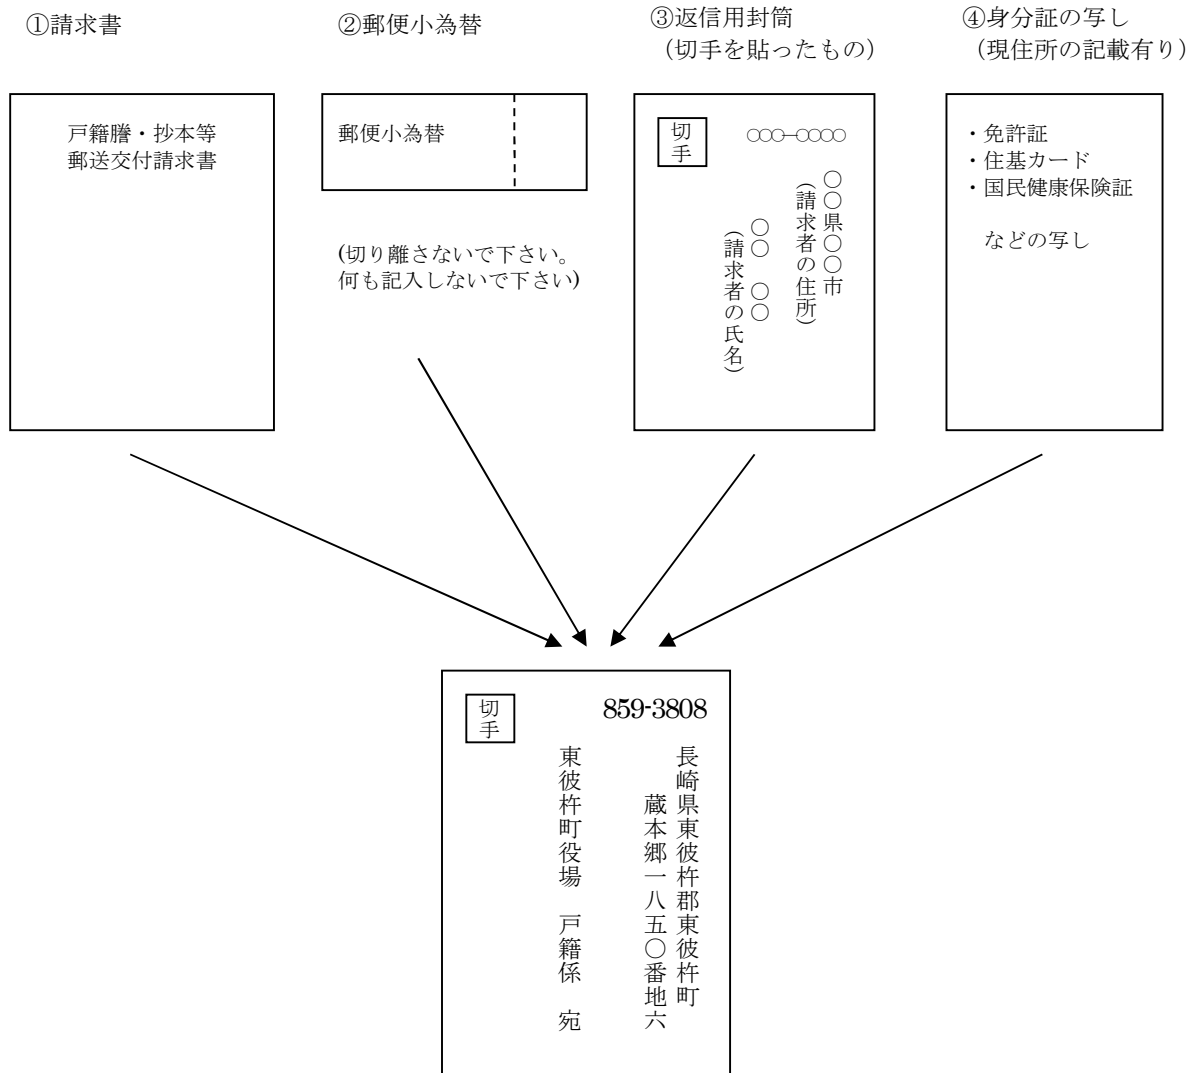 ①請求書
戸籍謄・抄本等
郵送交付請求書
②郵便小為替
郵便小為替
(切り離さないで下さい。
何も記入しないで下さい)
③返信用封筒
（切手を貼ったもの）
切手
○○○―○○○○
○○県○○市
（請求者の住所）
○○　○○
（請求者の氏名）
④身分証の写し
（現住所の記載有り）
・免許証
・住基カード
・国民健康保険証
などの写し
切手
859-3808
長崎県東彼杵郡東彼杵町
蔵本郷一八五〇番地六
東彼杵町役場　戸籍係　宛